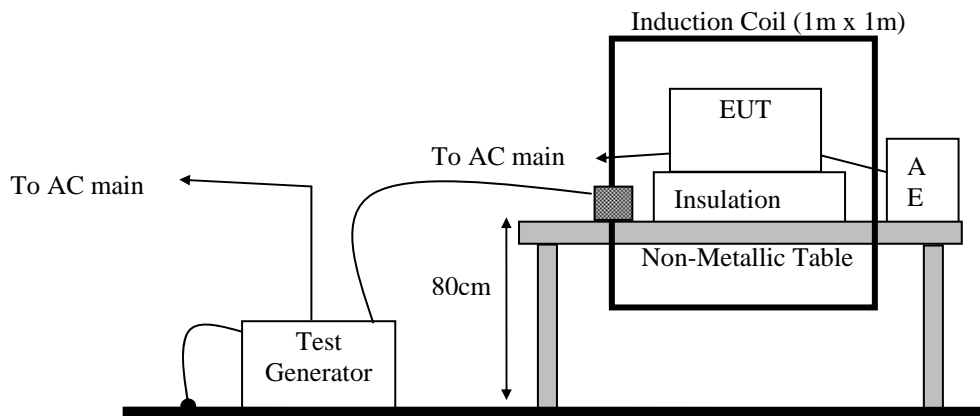 Induction Coil (1m x 1m)
EUT
To AC main
To AC main
A
E
Insulation
Non-Metallic Table
80cm
Test
Generator